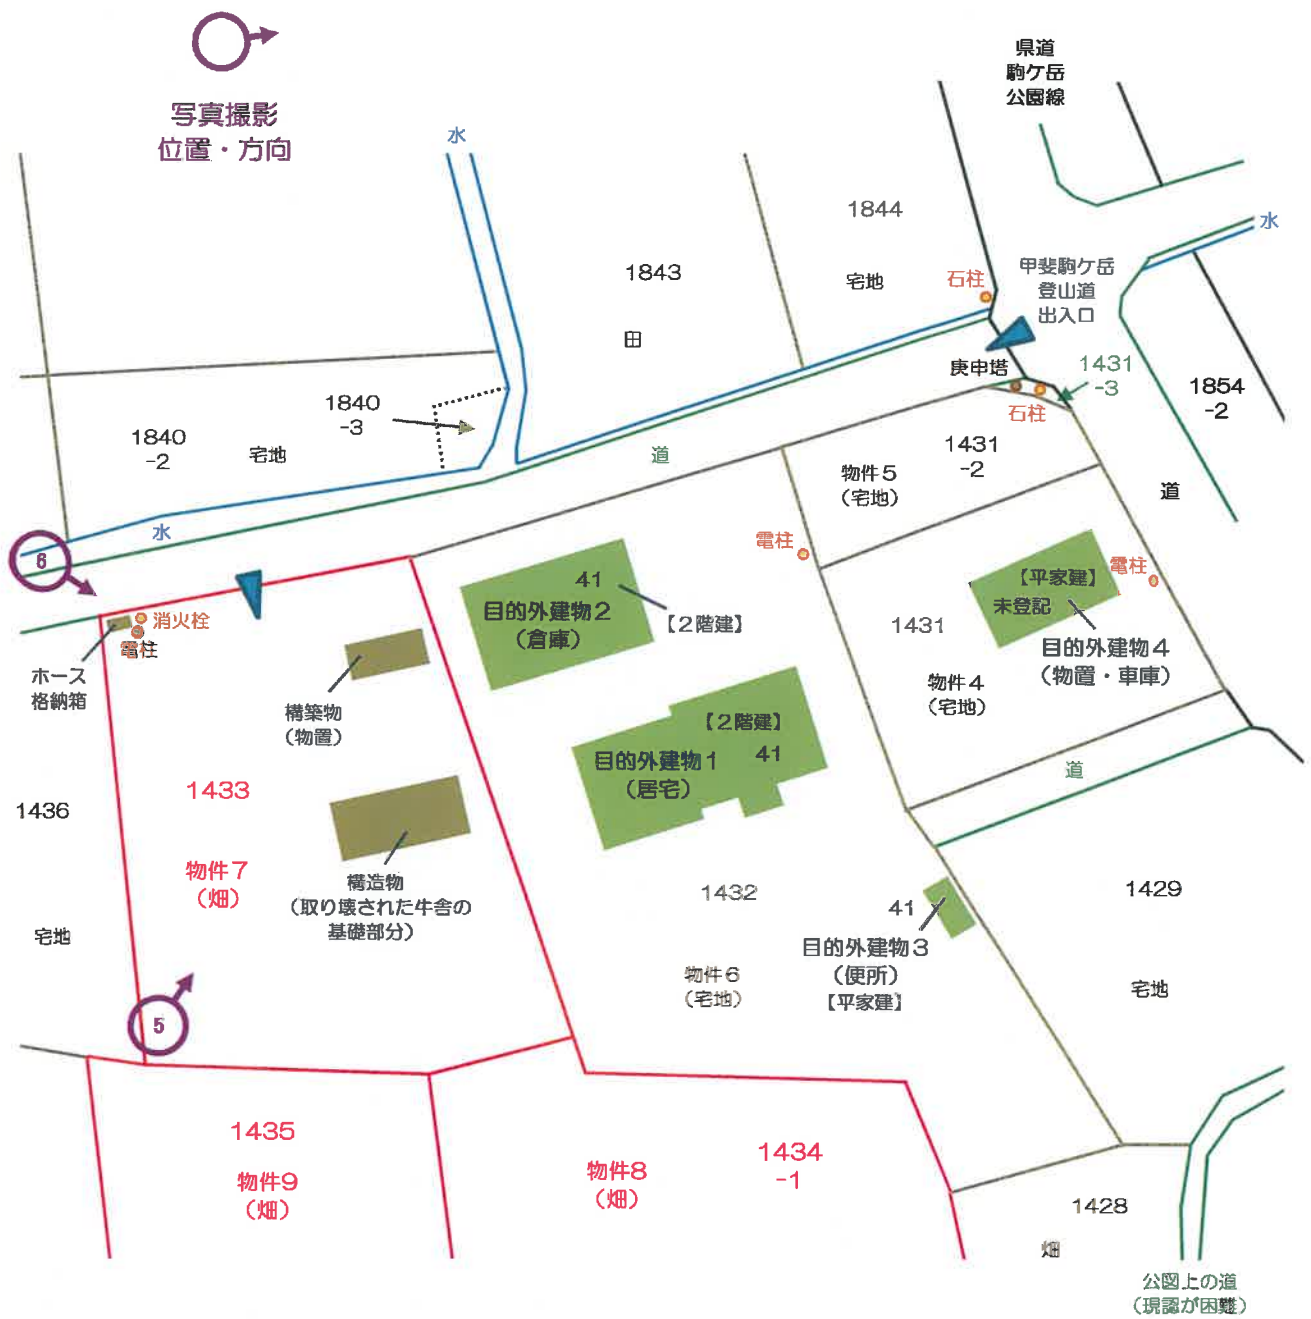 写真撮影
位置・方向
県道
駒ケ岳
公園線
水
1844
宅地
1843
田
石柱
甲斐駒ケ岳
登山道
出入口
水
庚申塔
1431
-3
石柱
1854
-2
1840
-3
1840
-2
宅地
道
水
物件5
(宅地)
1431
-2
道
6
電柱
電柱
消火栓
電柱
ホース
格納箱
41
目的外建物2
(倉庫)
【2階建】
【平家建】
未登記
1431
目的外建物4
(物置・車庫)
物件4
(宅地)
構築物
(物置)
【2階建】
目的外建物1
41
(居宅)
道
1433
1436
物件7
(畑)
構造物
(取り壊された牛舎の
基礎部分)
1432
41
1429
宅地
目的外建物3
(便所)
【平家建】
物件6
(宅地)
宅地
5
1435
物件9
(畑)
物件8
(畑)
1434
-1
1428
畑
公図上の道
(現認が困難)